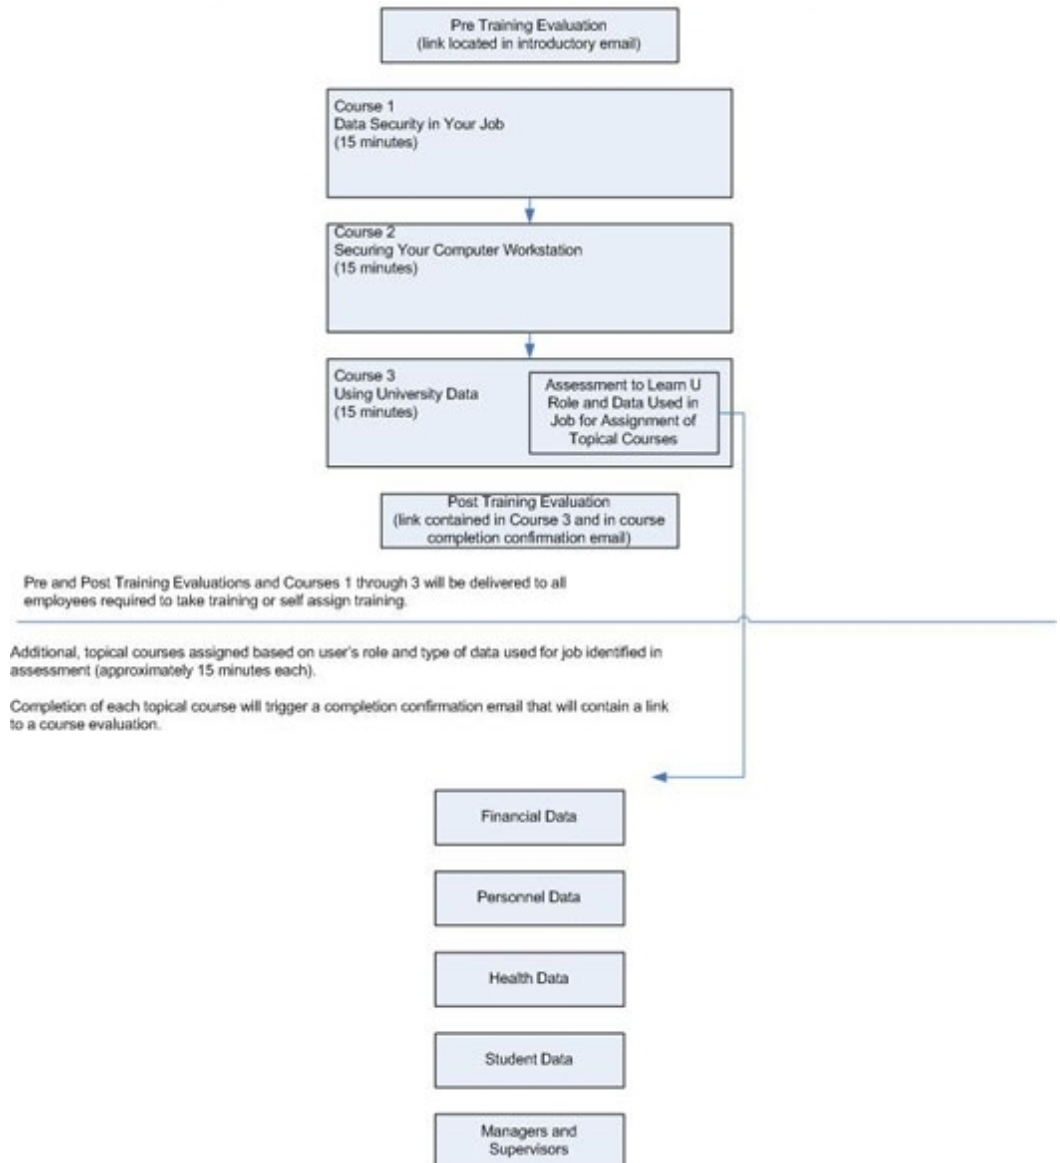 Pre Training Evaluation
(link located in introductory email)
Course 1
Data Security in Your Job
(15 minutes)
Course 2
Securing Your Computer Workstation
(15 minutes)
Course 3
Using University Data
(15 minutes)
Assessment to Learn U
Role and Data Used in
Job for Assignment of
Topical Courses
Post Training Evaluation
(link contained in Course 3 and in course
completion confirmation email)
Pre and Post Training Evaluations and Courses 1 through 3 will be delivered to all
employees required to take training or self assign training.
Additional, topical courses assigned based on user's role and type of data used for job identified in
assessment (approximately 15 minutes each).
Completion of each topical course will trigger a completion confirmation email that will contain a link
to a course evaluation.
Financial Data
Personnel Data
Health Data
Student Data
Managers and
Supervisors